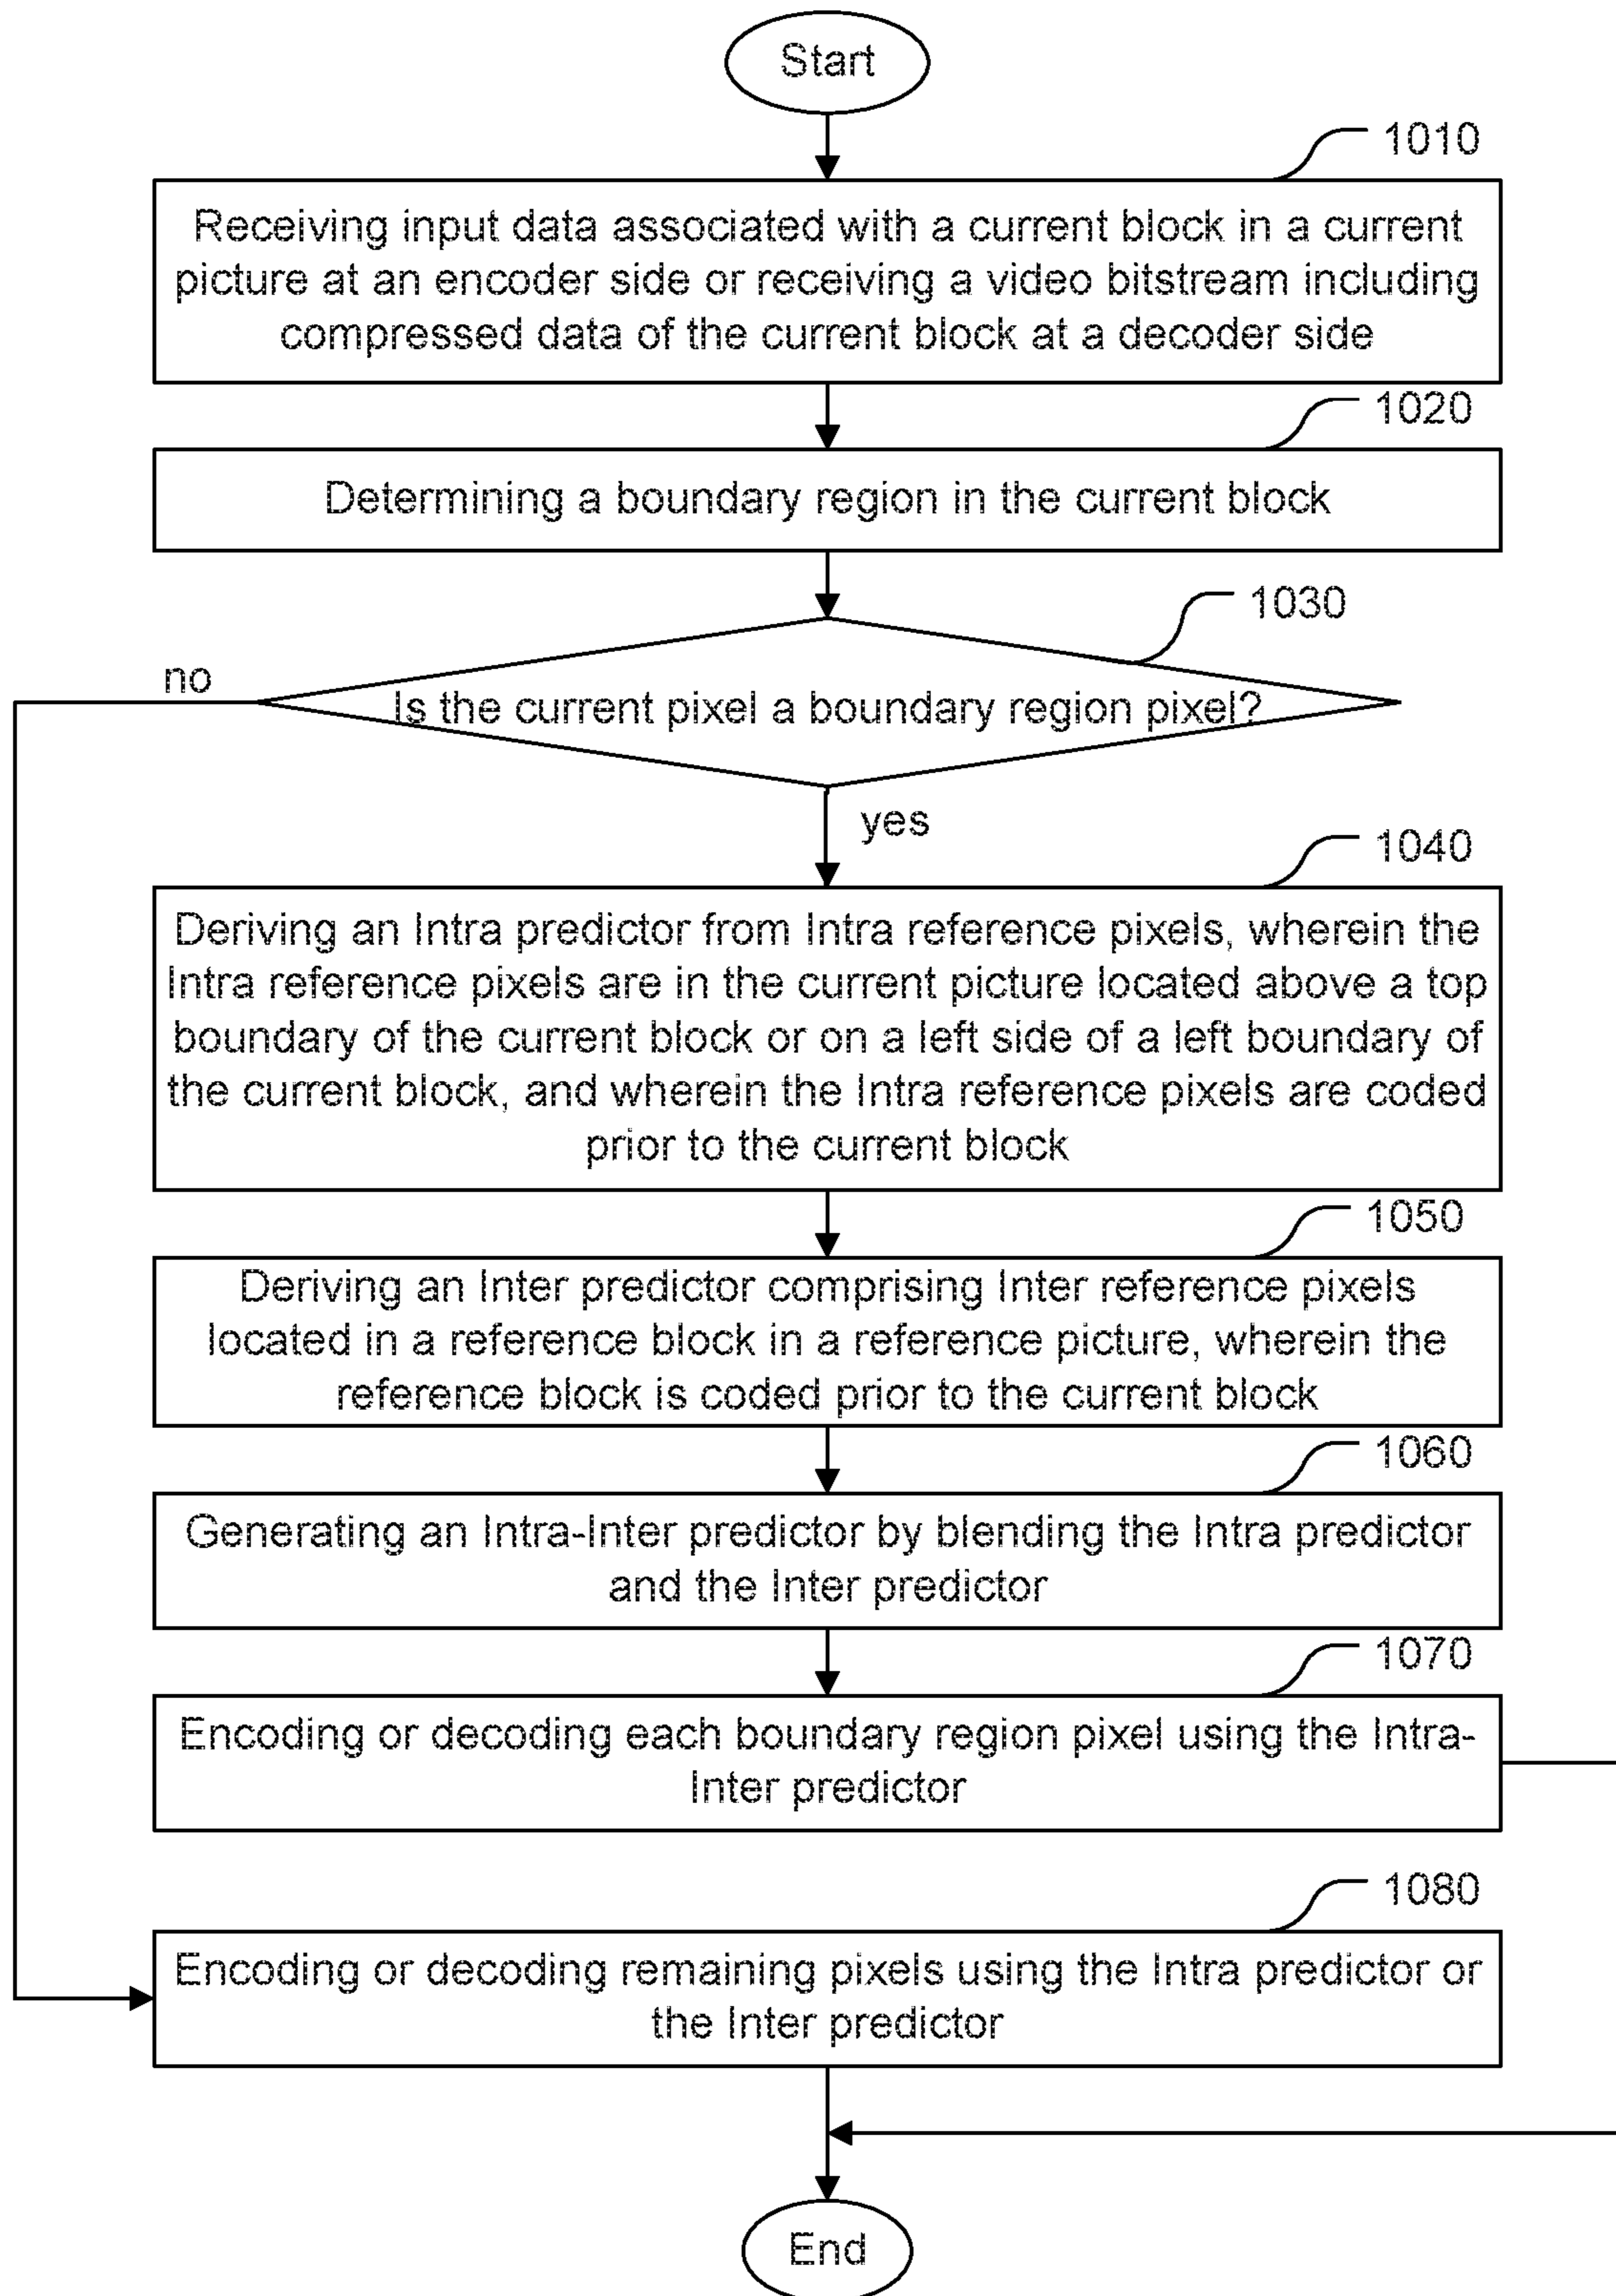 Start
1010
Receiving input data associated with a current block in a current
picture at an encoder side or receiving a video bitstream including
compressed data of the current block at a decoder side
1020
Determining a boundary region in the current block
1030
no
Is the current pixel a boundary region pixel?
yes
1040
Deriving an Intra predictor from Intra reference pixels, wherein the
Intra reference pixels are in the current picture located above a top
boundary of the current block or on a left side of a left boundary of
the current block, and wherein the Intra reference pixels are coded
prior to the current block
1050
Deriving an Inter predictor comprising Inter reference pixels
located in a reference block in a reference picture, wherein the
reference block is coded prior to the current block
1060
Generating an Intra-Inter predictor by blending the Intra predictor
and the Inter predictor
1070
Encoding or decoding each boundary region pixel using the Intra-
Inter predictor
1080
Encoding or decoding remaining pixels using the Intra predictor or
the Inter predictor
End